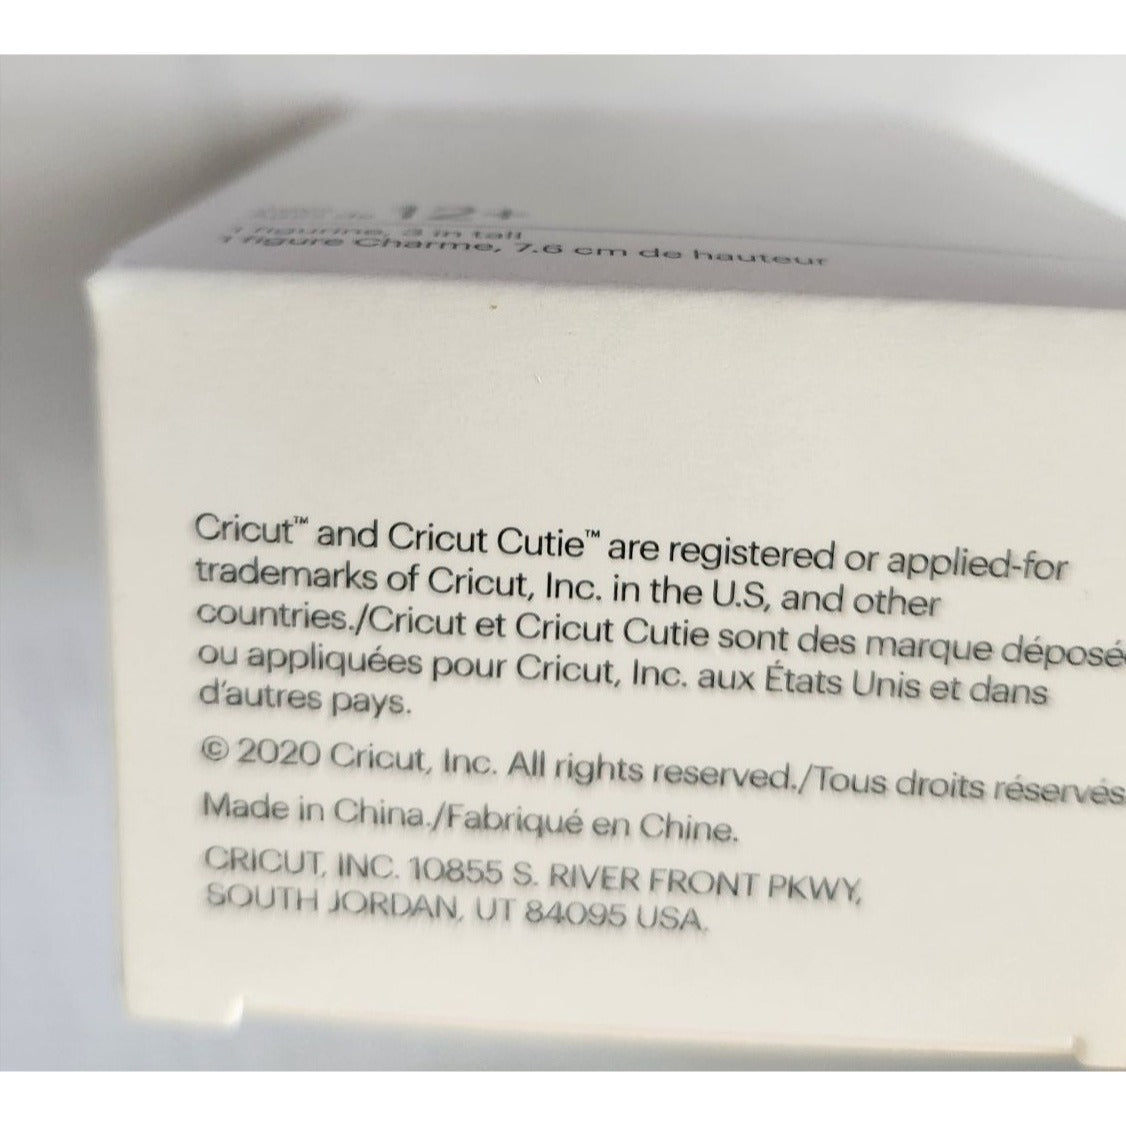 12+
1 figurine, 3 in tall
1 figure Charme, 7.6 cm de hauteur
Cricut™ and Cricut Cutie™ are registered or applied-for
trademarks of Cricut, Inc. in the U.S, and other
countries./Cricut et Cricut Cutie sont des marque déposé
ou appliquées pour Cricut, Inc. aux États Unis et dans
d'autres pays.
© 2020 Cricut, Inc. All rights reserved./Tous droits réservés
Made in China./Fabriqué en Chine.
CRICUT, INC. 10855 S. RIVER FRONT PKWY,
SOUTH JORDAN, UT 84095 USA.